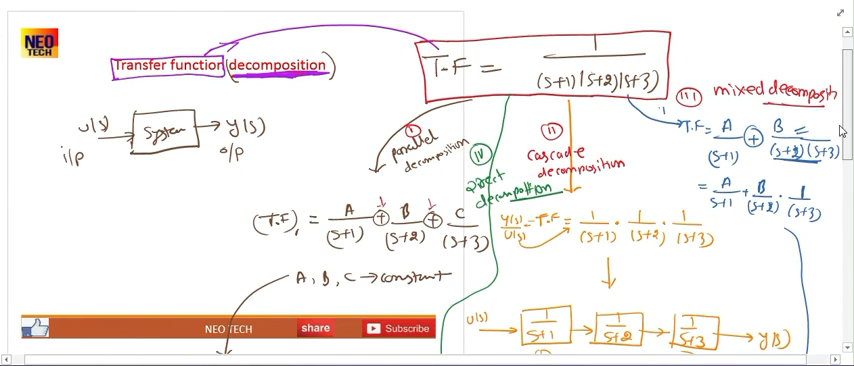 NEO
TECH
Transfer function (decomposition)
T.F = 1 / (s+1)(s+2)(s+3)
U(s) → System → Y(s)
i/p
o/p
I
parallel
decomposition
II
cascade
decomposition
III mixed decomposit
IV
direct
decomposition
(T.F) = A/(s+1) + B/(s+2) + C/(s+3)
A, B, C → constant
Y(s)/U(s) = T.F = 1/(s+1) · 1/(s+2) · 1/(s+3)
T.F = A/(s+1) + B/(s+2)(s+3)
= A/s+1 + B/(s+2) · 1/(s+3)
U(s) → 1/s+1 → 1/s+2 → 1/s+3 → Y(s)
NEO TECH
share
Subscribe